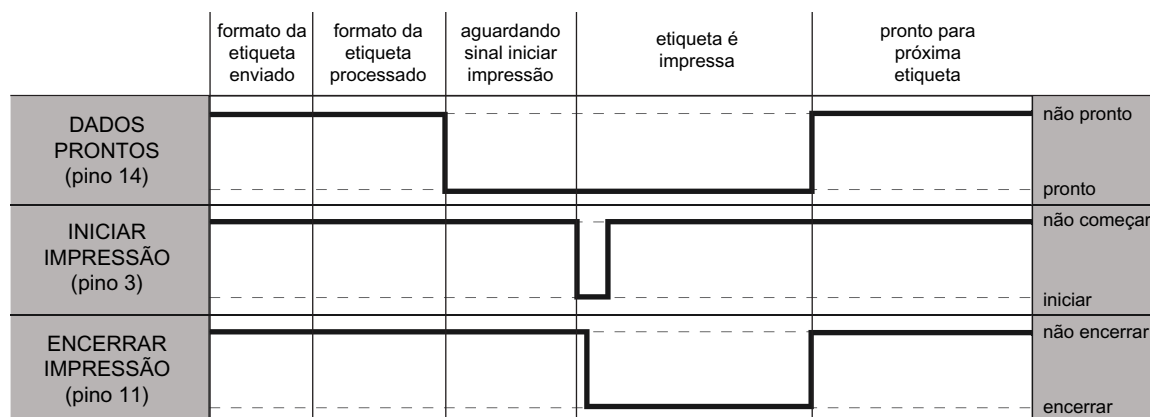 formato da
etiqueta
enviado
formato da
etiqueta
processado
aguardando
sinal iniciar
impressão
etiqueta é
impressa
pronto para
próxima
etiqueta
DADOS
PRONTOS
(pino 14)
não pronto
pronto
INICIAR
IMPRESSÃO
(pino 3)
não começar
iniciar
ENCERRAR
IMPRESSÃO
(pino 11)
não encerrar
encerrar